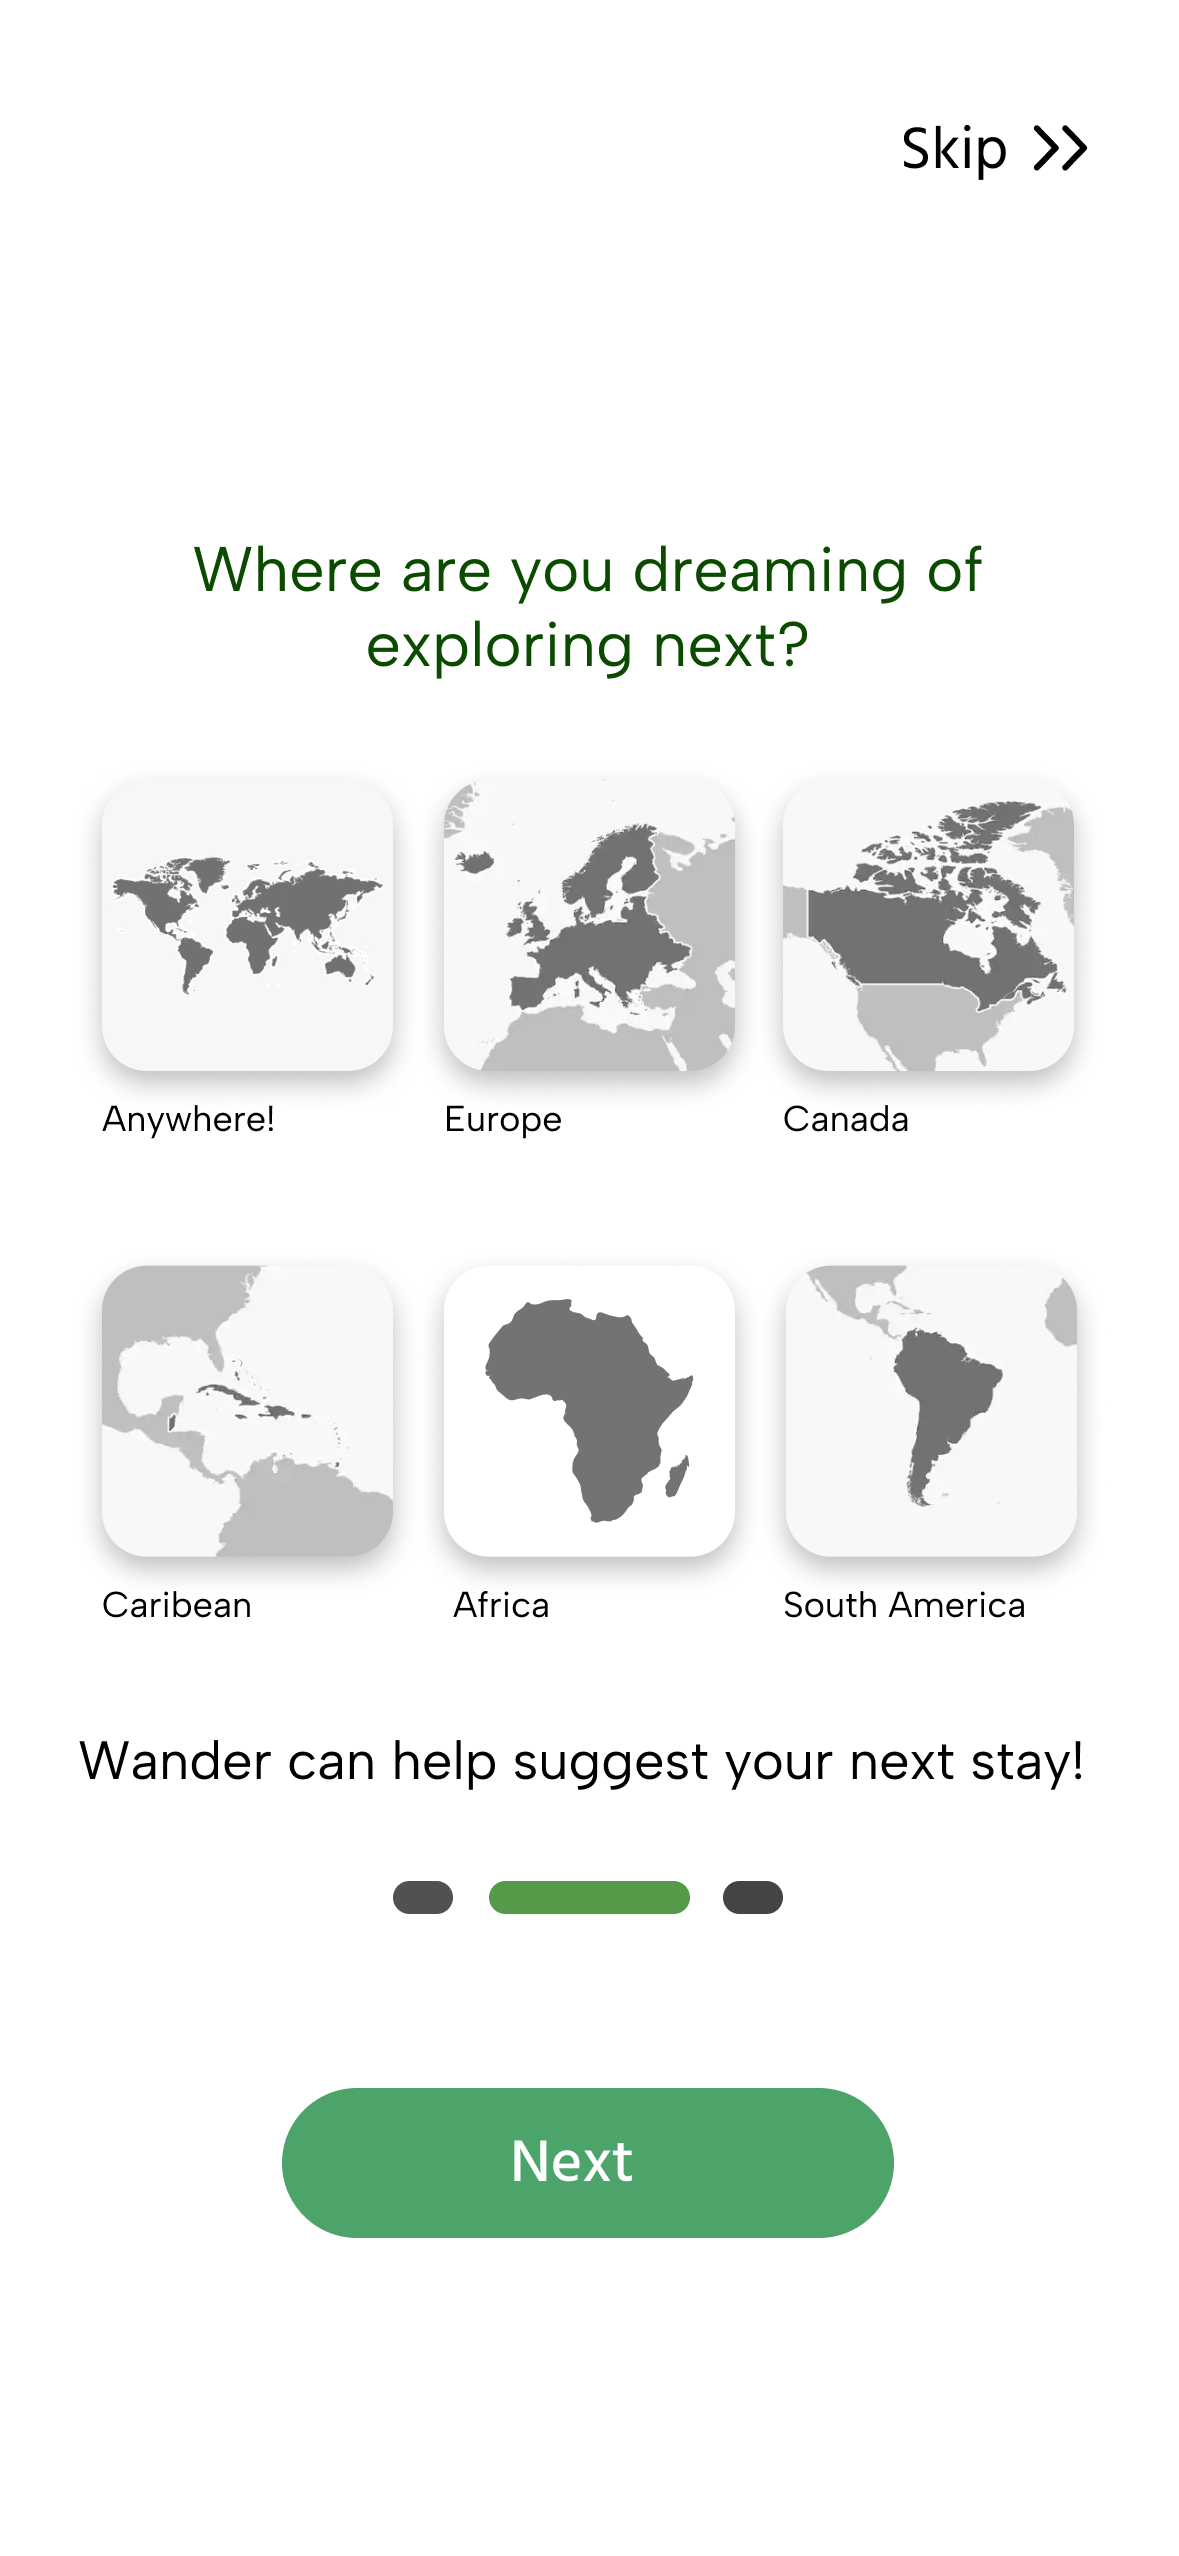 Skip
Where are you dreaming of
exploring next?
Anywhere!
Europe
Canada
Caribean
Africa
South America
Wander can help suggest your next stay!
Next